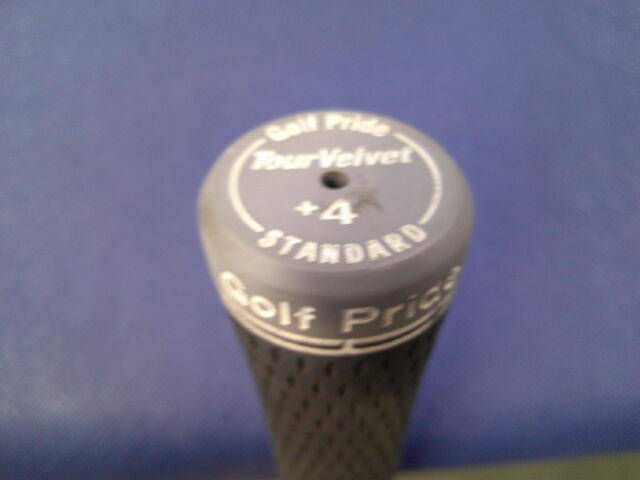 Golf Pride
TourVelvet
+4
STANDARD
Golf Pride